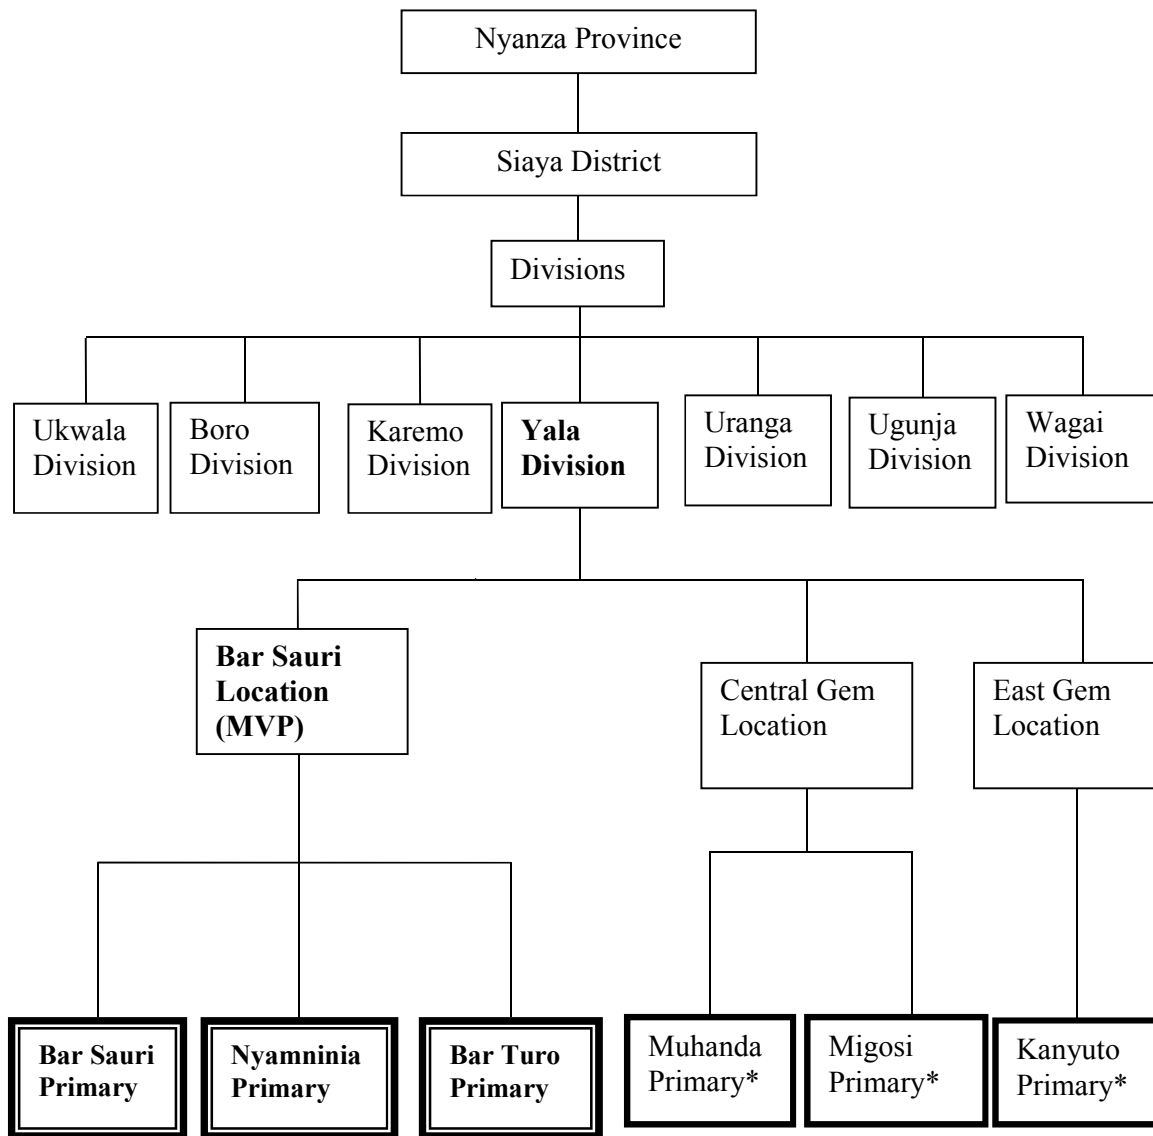 Nyanza Province
Siaya District
Divisions
Ukwala
Division
Boro
Division
Karemo
Division
Yala
Division
Uranga
Division
Ugunja
Division
Wagai
Division
Bar Sauri
Location
(MVP)
Central Gem
Location
East Gem
Location
Bar Sauri
Primary
Nyamninia
Primary
Bar Turo
Primary
Muhanda
Primary*
Migosi
Primary*
Kanyuto
Primary*